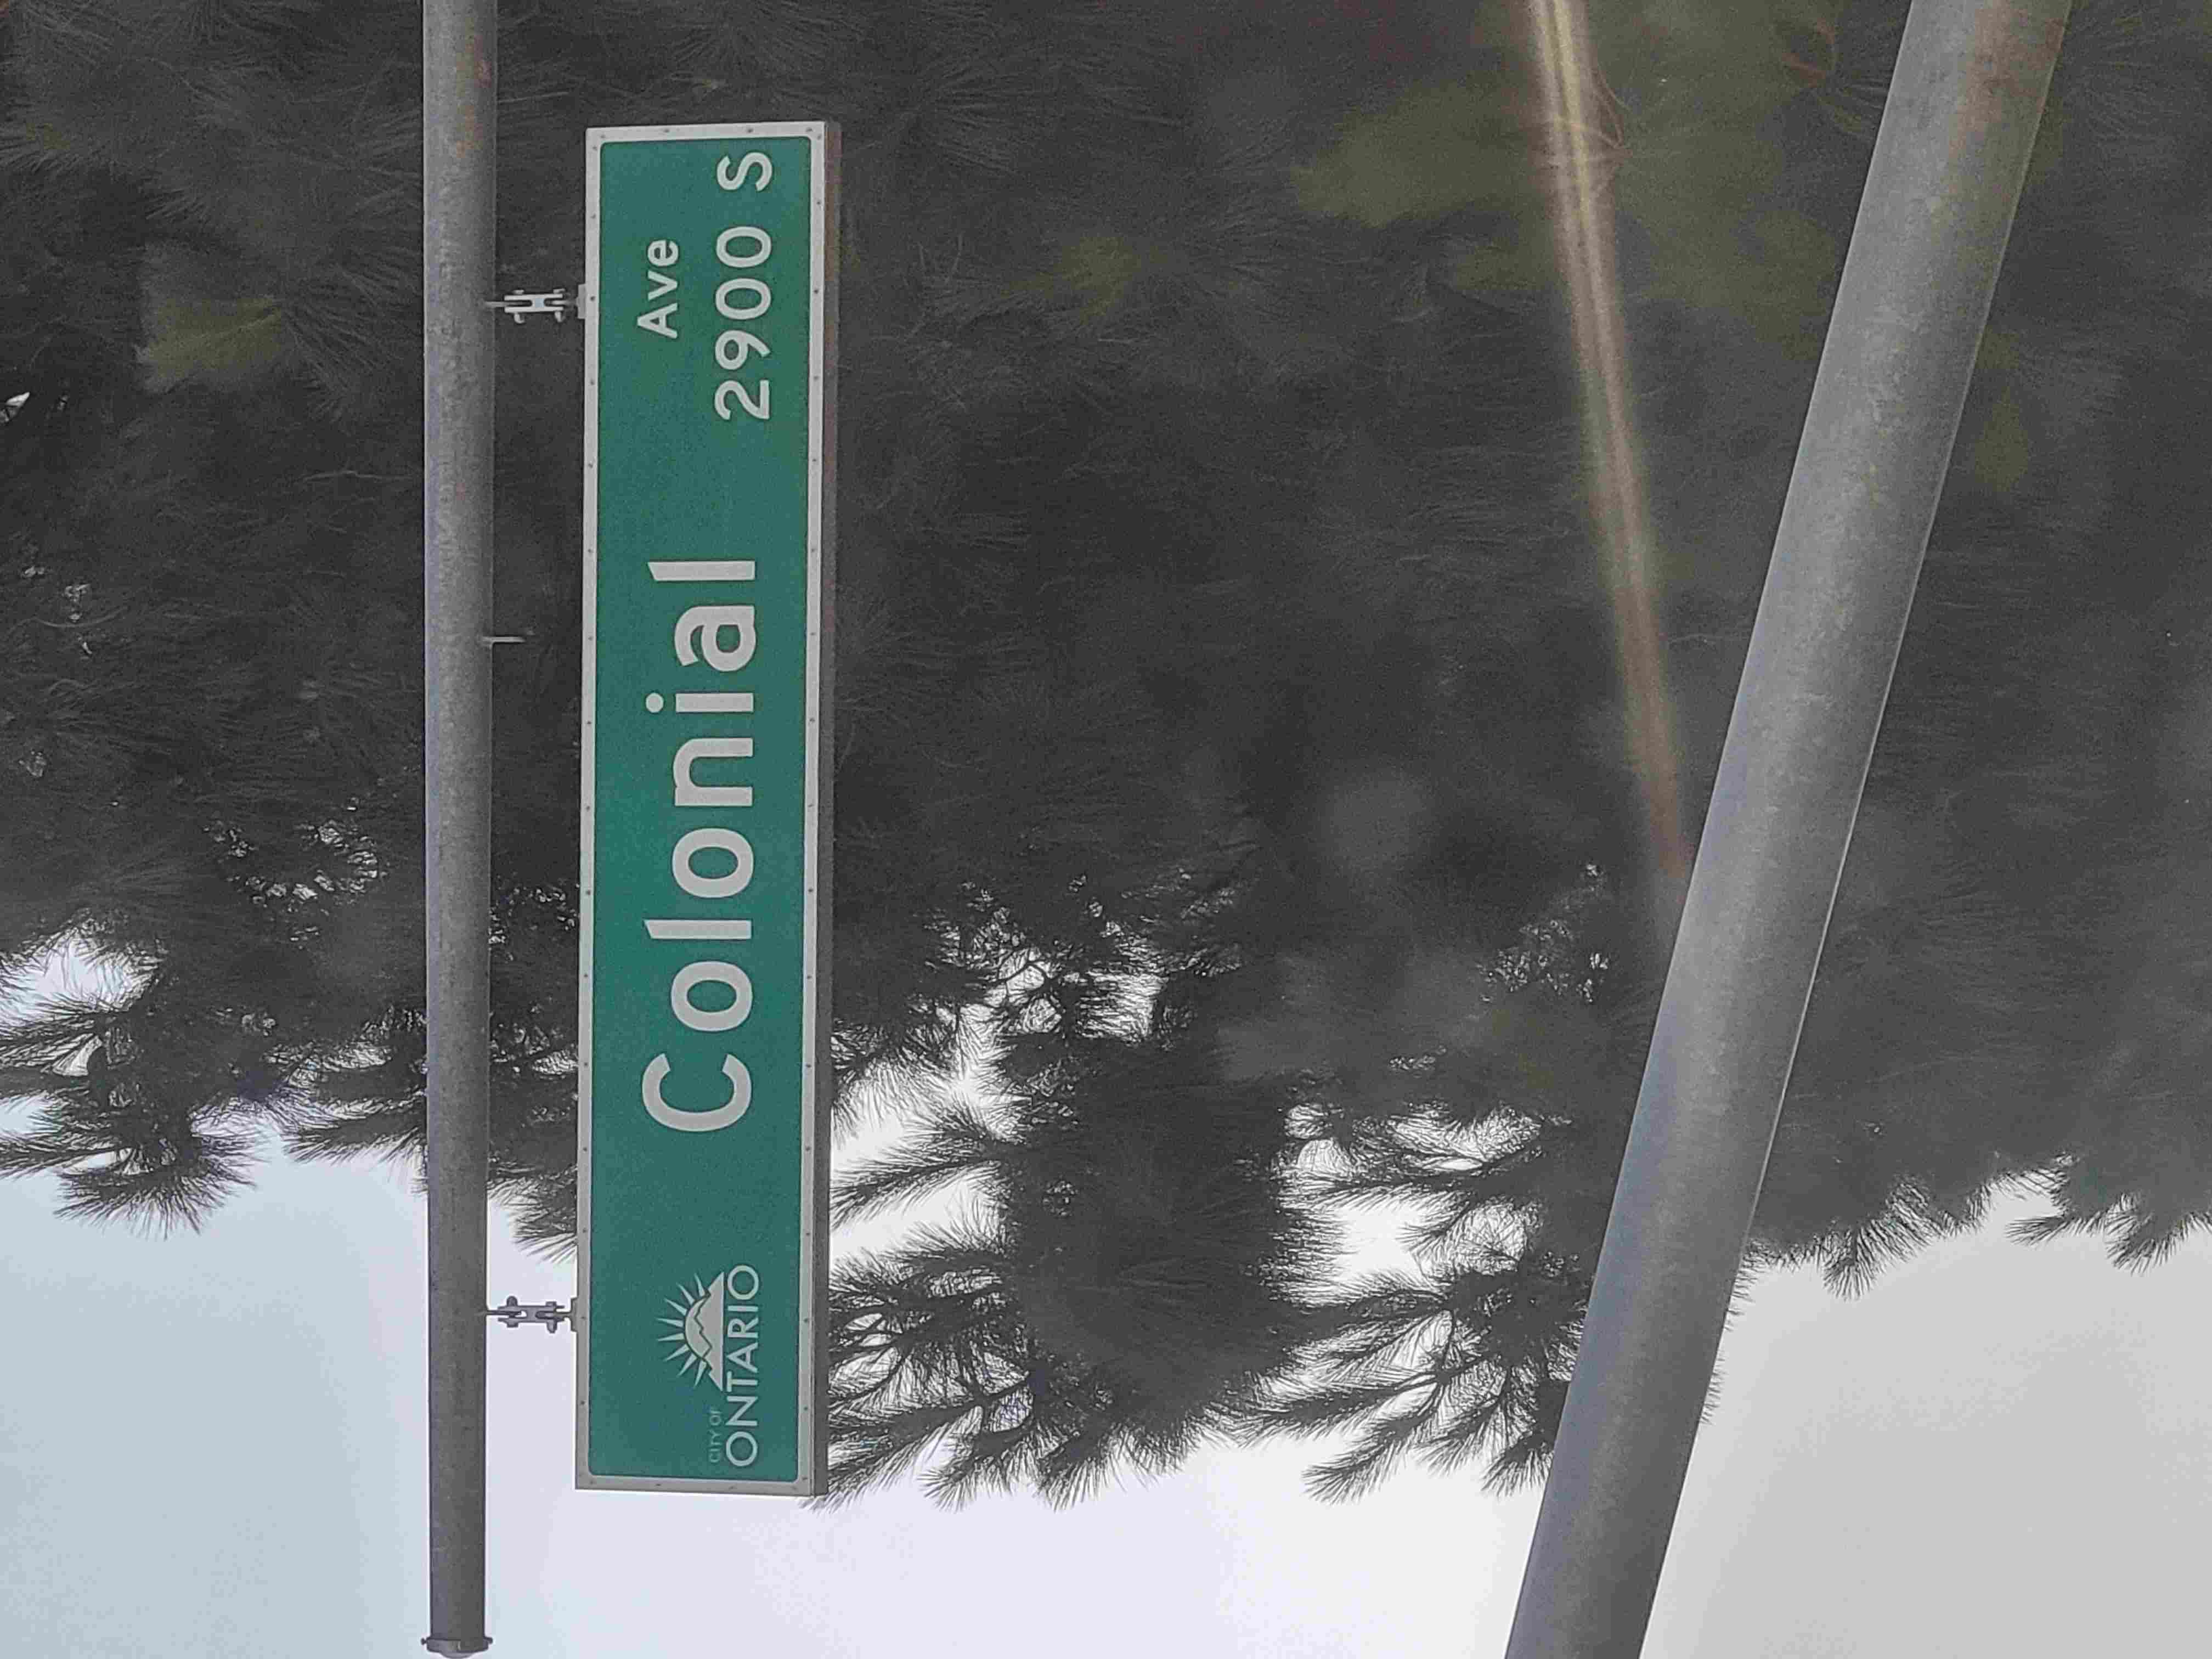 CITY OF
ONTARIO
Colonial Ave
2900 S